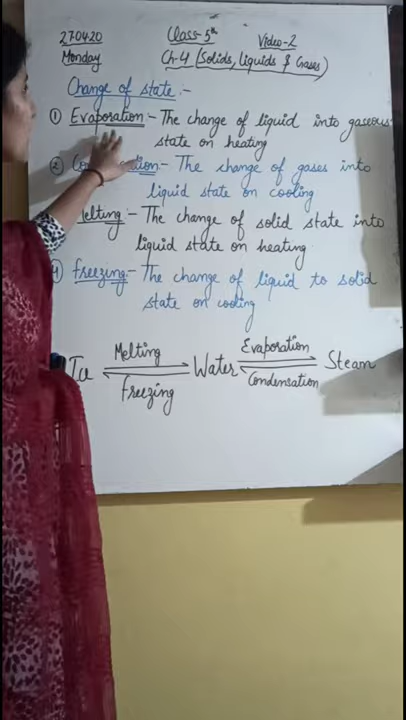 27.04.20 Class-5th Video-2
Monday Ch-4 (Solids, Liquids & Gases)
Change of state:-
① Evaporation:- The change of liquid into gaseous
state on heating
② The change of gases into
liquid state on cooling
Melting:- The change of solid state into
liquid state on heating
④ Freezing:- The change of liquid to solid
state on cooling
Melting Evaporation
Water Steam
Freezing Condensation